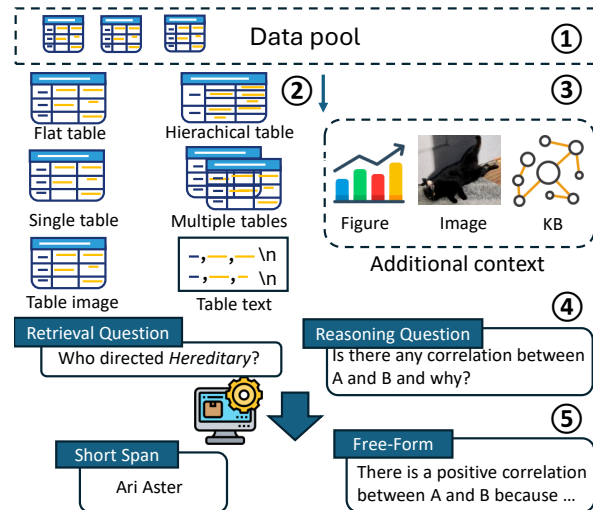 Data pool
①
②
③
Flat table
Hierachical table
Single table
Multiple tables
Figure
Image
KB
Additional context
–,—,— \n
–,—,– \n
Table image
Table text
④
Retrieval Question
Who directed Hereditary?
Reasoning Question
Is there any correlation between
A and B and why?
⑤
Short Span
Ari Aster
Free-Form
There is a positive correlation
between A and B because ...